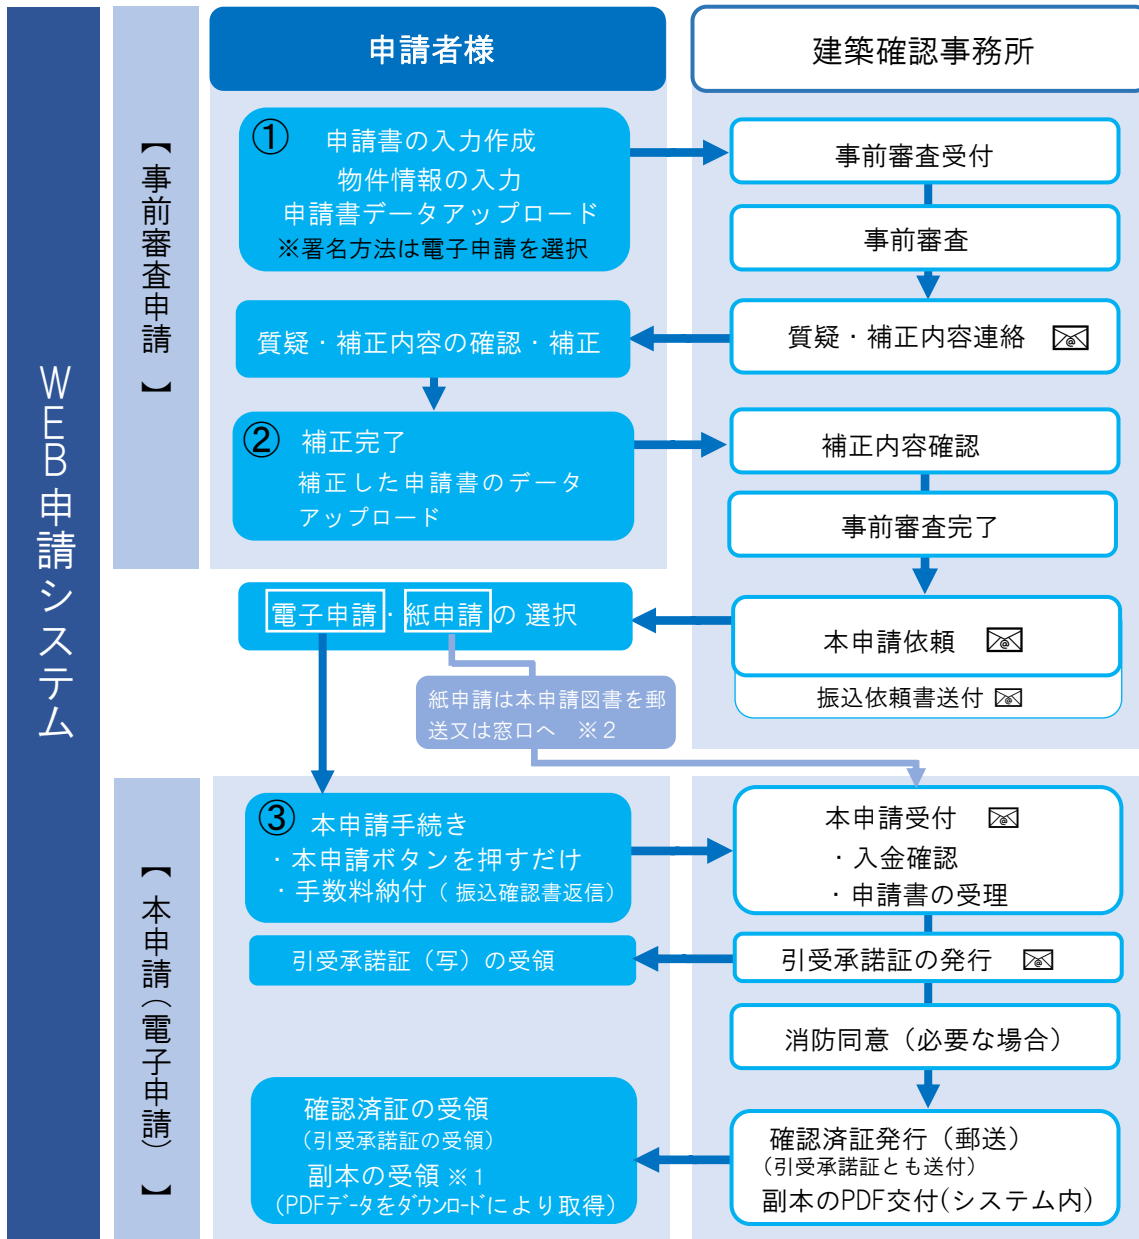 WEB申請システム
【事前審査申請】
【本申請（電子申請）】
申請者様
建築確認事務所
① 申請書の入力作成
物件情報の入力
申請書データアップロード
※署名方法は電子申請を選択
事前審査受付
事前審査
質疑・補正内容連絡
質疑・補正内容の確認・補正
② 補正完了
補正した申請書のデータ
アップロード
補正内容確認
事前審査完了
本申請依頼
振込依頼書送付
電子申請・紙申請の 選択
紙申請は本申請図書を郵
送又は窓口へ ※２
③ 本申請手続き
・本申請ボタンを押すだけ
・手数料納付（ 振込確認書返信）
本申請受付
・入金確認
・申請書の受理
引受承諾証の発行
引受承諾証（写）の受領
消防同意（必要な場合）
確認済証発行（郵送）
（引受承諾証とも送付）
副本のPDF交付(システム内)
確認済証の受領
（引受承諾証の受領）
副本の受領 ※１
（PDFﾃﾞｰﾀをﾀﾞｳﾝﾛｰﾄﾞにより取得）